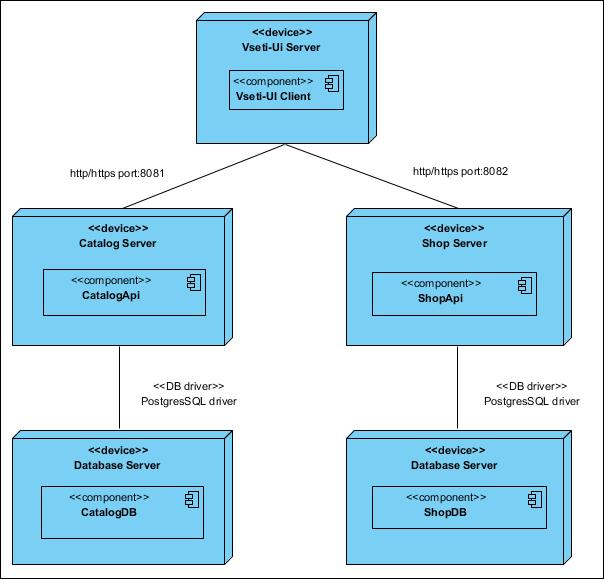 <<device>>
Vseti-Ui Server
<<component>>
Vseti-UI Client
http/https port:8081
http/https port:8082
<<device>>
Catalog Server
<<component>>
CatalogApi
<<device>>
Shop Server
<<component>>
ShopApi
<<DB driver>>
PostgresSQL driver
<<DB driver>>
PostgresSQL driver
<<device>>
Database Server
<<component>>
CatalogDB
<<device>>
Database Server
<<component>>
ShopDB